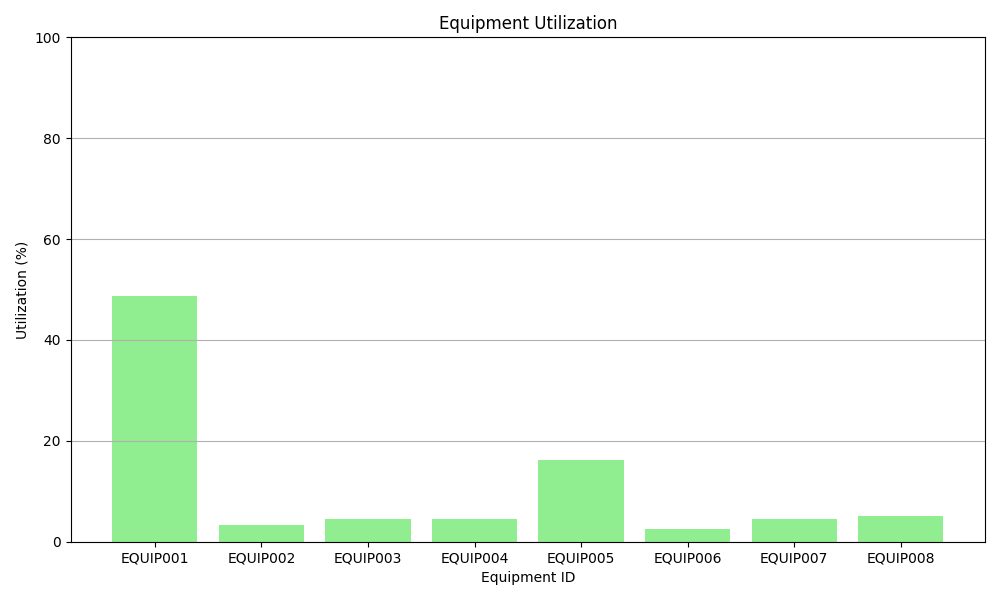 Equipment Utilization
100
80
60
40
20
0
Utilization (%)
EQUIP001 EQUIP002 EQUIP003 EQUIP004 EQUIP005 EQUIP006 EQUIP007 EQUIP008
Equipment ID